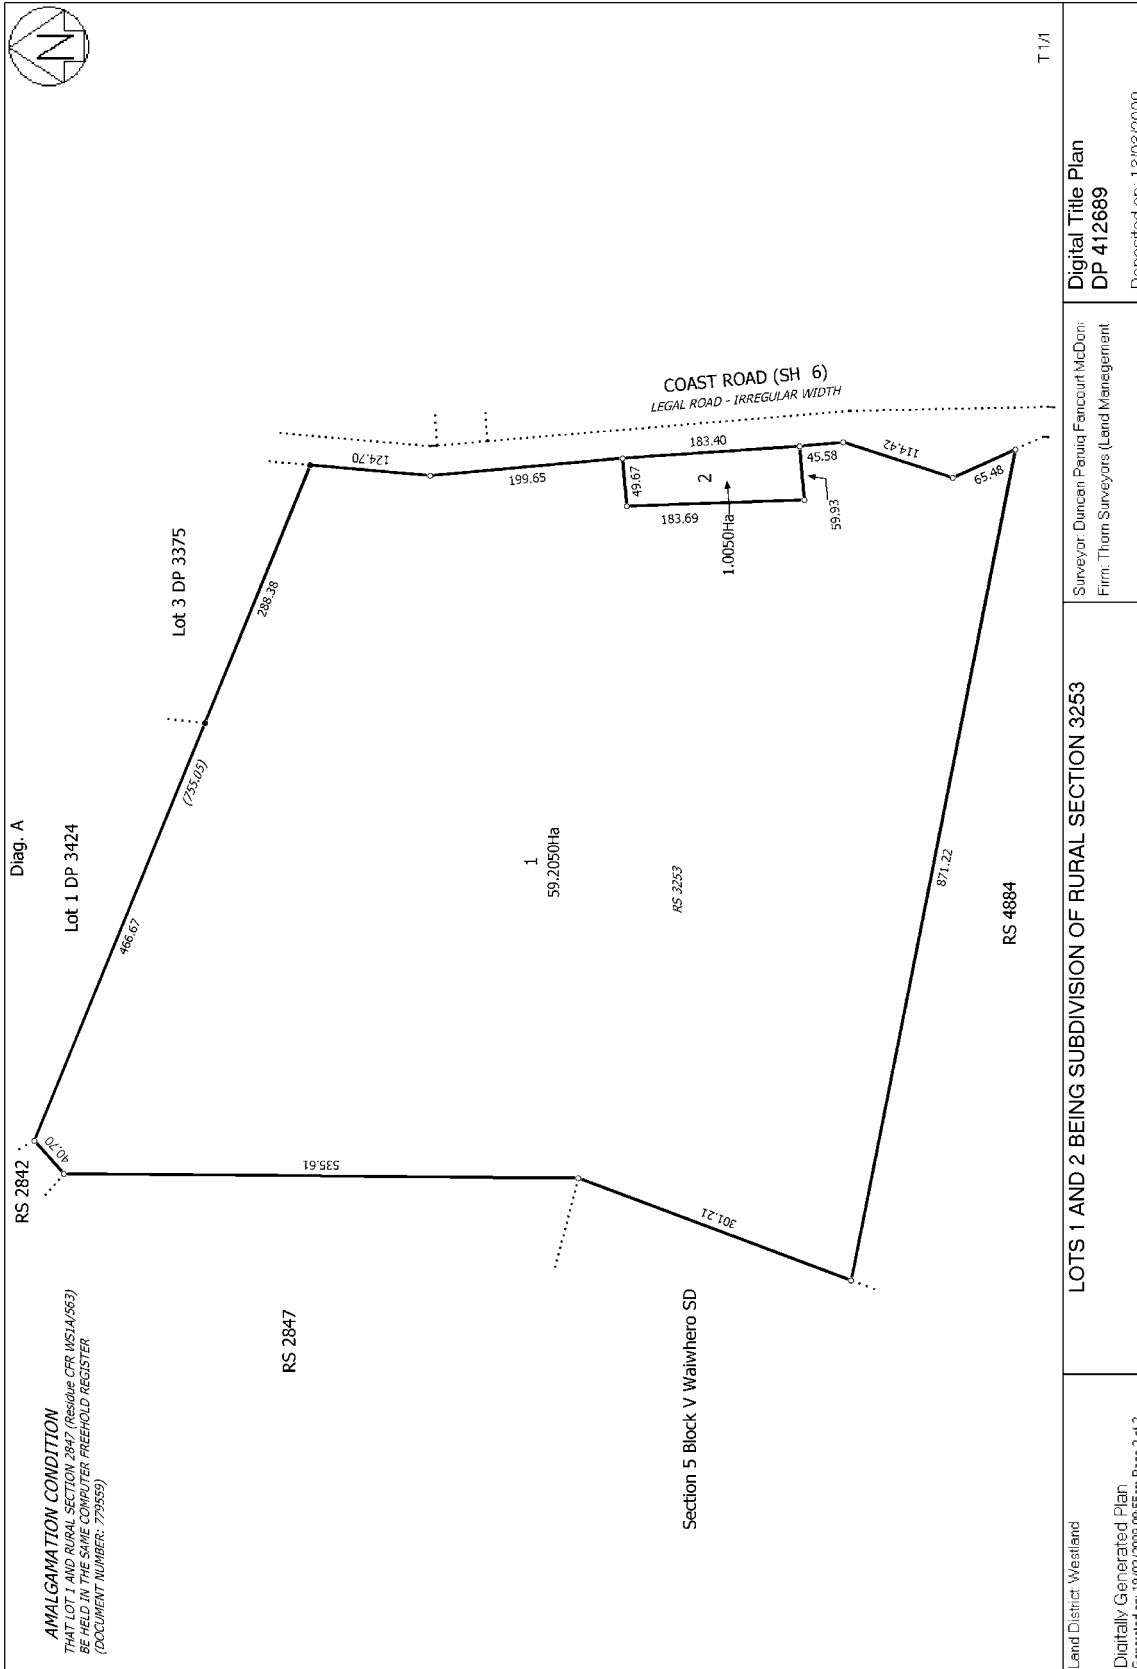 AMALGAMATION CONDITION
THAT LOT 1 AND RURAL SECTION 2847 (Residue CFR WS1A/563)
BE HELD IN THE SAME COMPUTER FREEHOLD REGISTER
(DOCUMENT NUMBER: 779559)
Diag. A
N
RS 2842
Lot 1 DP 3424
Lot 3 DP 3375
40.70
466.67
(755.05)
288.38
124.70
199.65
183.40
45.58
114.42
65.48
49.67
2
183.69
1.0050Ha
59.93
COAST ROAD (SH 6)
LEGAL ROAD - IRREGULAR WIDTH
535.61
RS 2847
1
59.2050Ha
RS 3253
301.21
871.22
Section 5 Block V Waiwhero SD
RS 4884
T 1/1
Land District: Westland
Digitally Generated Plan
LOTS 1 AND 2 BEING SUBDIVISION OF RURAL SECTION 3253
Surveyor: Duncan Fancourt
Firm: Thom Surveyors (Land Management
Digital Title Plan
DP 412689
Deposited on: